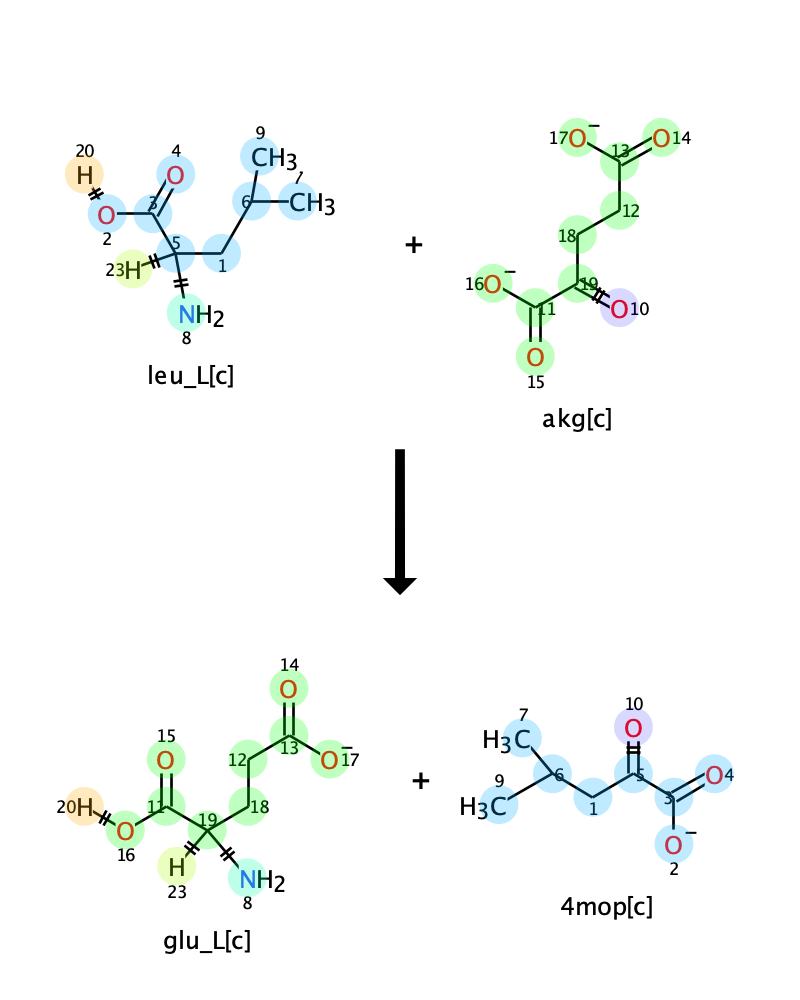 9
20
4
H
CH3
7
O
3
6
CH3
O
2
5
23H
1
NH2
8
leu_L[c]
+
17O−
13
O14
12
18
16O−
19
11
O10
O
15
akg[c]
14
O
15
O
12
13
O−
17
20H
11
18
O
19
16
H
23
NH2
8
glu_L[c]
+
7
10
H3C
O
9
6
5
O4
H3C
1
3
O−
2
4mop[c]